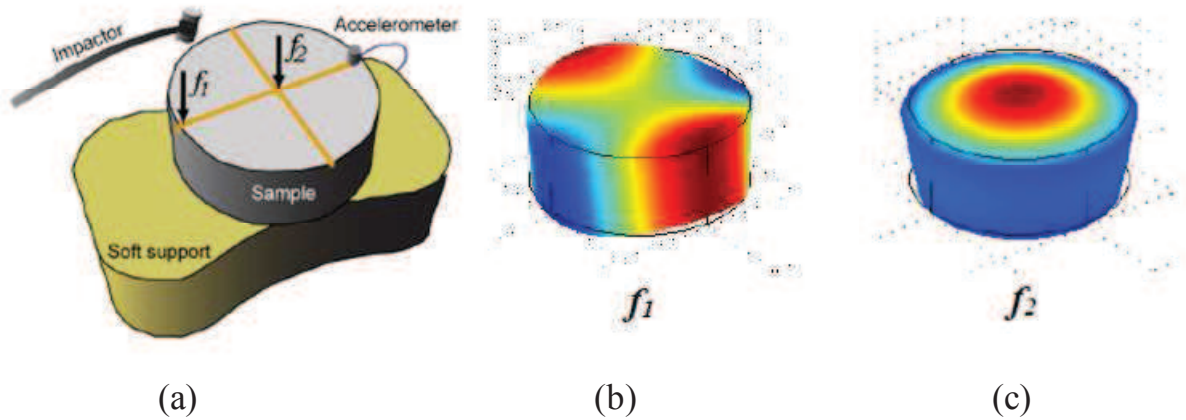 Impactor
Accelerometer
f1
f2
Sample
Soft support
f1
f2
(a)
(b)
(c)